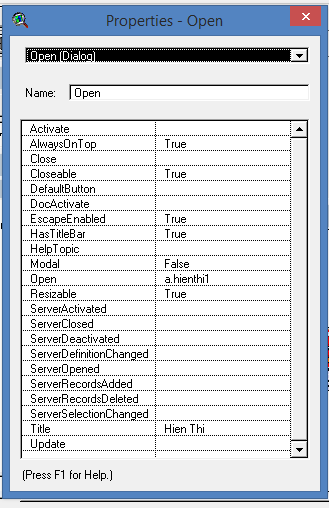 Properties - Open
Open (Dialog)
Name: Open
Activate
AlwaysOnTop True
Close
Closeable True
DefaultButton
DocActivate
EscapeEnabled True
HasTitleBar True
HelpTopic
Modal False
Open a.hienthi1
Resizable True
ServerActivated
ServerClosed
ServerDeactivated
ServerDefinitionChanged
ServerOpened
ServerRecordsAdded
ServerRecordsDeleted
ServerSelectionChanged
Title Hien Thi
Update
(Press F1 for Help.)